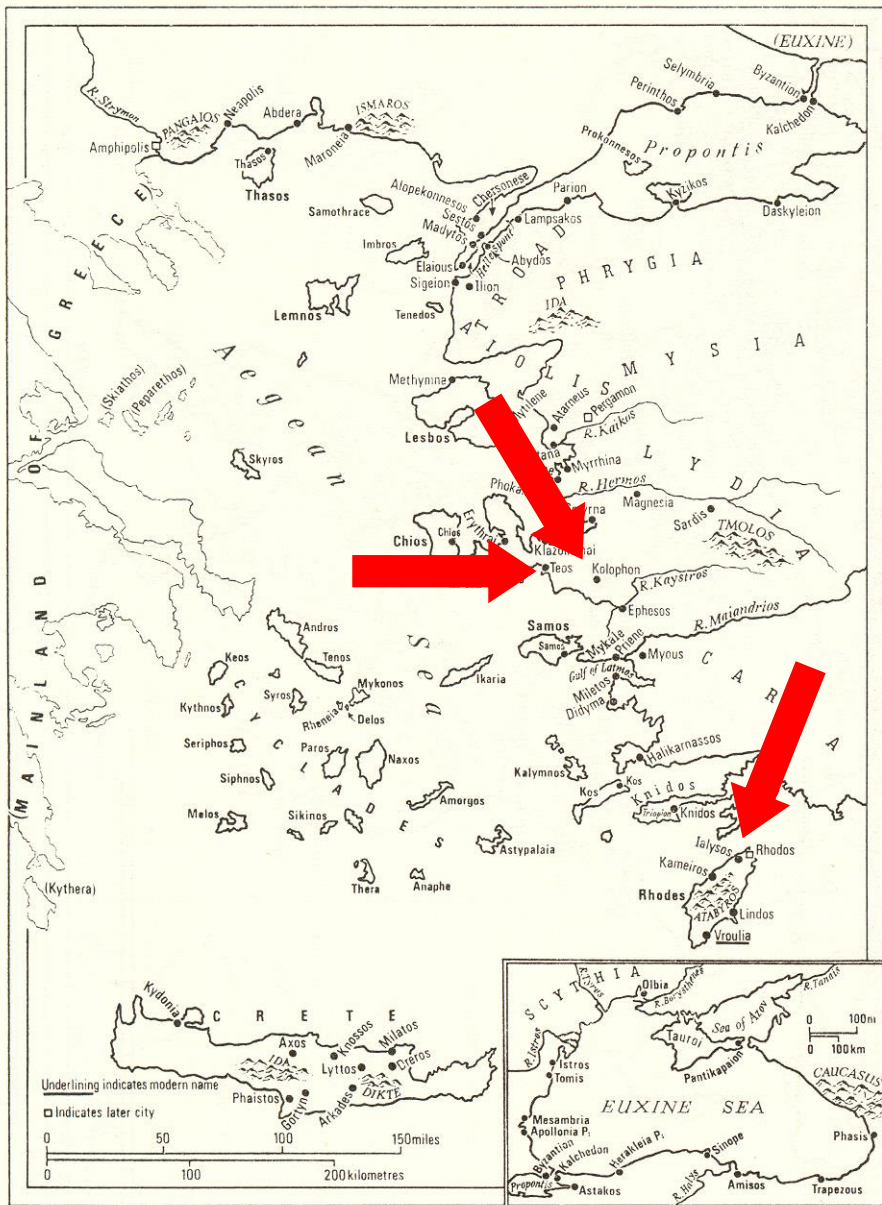 (EUXINE)
Byzantion
Selymbria
Perinthos
Kalchedon
Propontis
Prokonnesos
R. Strymon
PANGAIOS
Neapolis
Abdera
ISMAROS
Amphipolis
Maroneia
Thasos
Thasos
Samothrace
Alopekonnesos
Chersonese
Parion
Kyzikos
Daskyleion
Sestos
Lampsakos
Madytos
Imbros
Hellespont
Abydos
Elaious
Sigeion
Ilion
TROAD
PHRYGIA
IDA
Lemnos
Tenedos
AIOLIS
MYSIA
(MAINLAND OF GREECE)
Aegean Sea
(Skiathos)
(Peparethos)
Methymna
Lesbos
Atarneus
Pergamon
R. Kaikos
Myrrhina
Skyros
R. Hermos
Magnesia
LYDIA
Sardis
TMOLOS
Chios
Chios
Teos
Kolophon
R. Kaystros
Ephesos
R. Maiandrios
Andros
Samos
Samos
Mykale
Priene
Myous
Keos
Tenos
Gulf of Latmos
Mykonos
Ikaria
Miletos
CARIA
Kythnos
Syros
Rheneia
Delos
Didyma
Seriphos
CYCLADES
Paros
Naxos
Halikarnassos
Siphnos
Kalymnos
Kos
Kos
Knidos
Amorgos
Melos
Sikinos
Triopion
Knidos
Astypalaia
Ialysos
Rhodos
Thera
Anaphe
Kameiros
(Kythera)
Rhodes
ATABYROS
Lindos
Vroulia
Kydonia
CRETE
Axos
Knossos
Milatos
IDA
Lyttos
Dreros
Phaistos
Gortyn
Arkades
DIKTE
Underlining indicates modern name
Indicates later city
0 50 100 150 miles
0 100 200 kilometres
SCYTHIA
R. Tyras
Olbia
R. Borysthenes
R. Tanais
Sea of Azov
0 100 mi
0 100 km
R. Istros
Tauroi
Istros
Pantikapaion
Tomis
CAUCASUS
EUXINE SEA
Mesambria
Apollonia P.
Phasis
Byzantion
Kalchedon
Herakleia P.
Sinope
Propontis
Astakos
R. Halys
Amisos
Trapezous